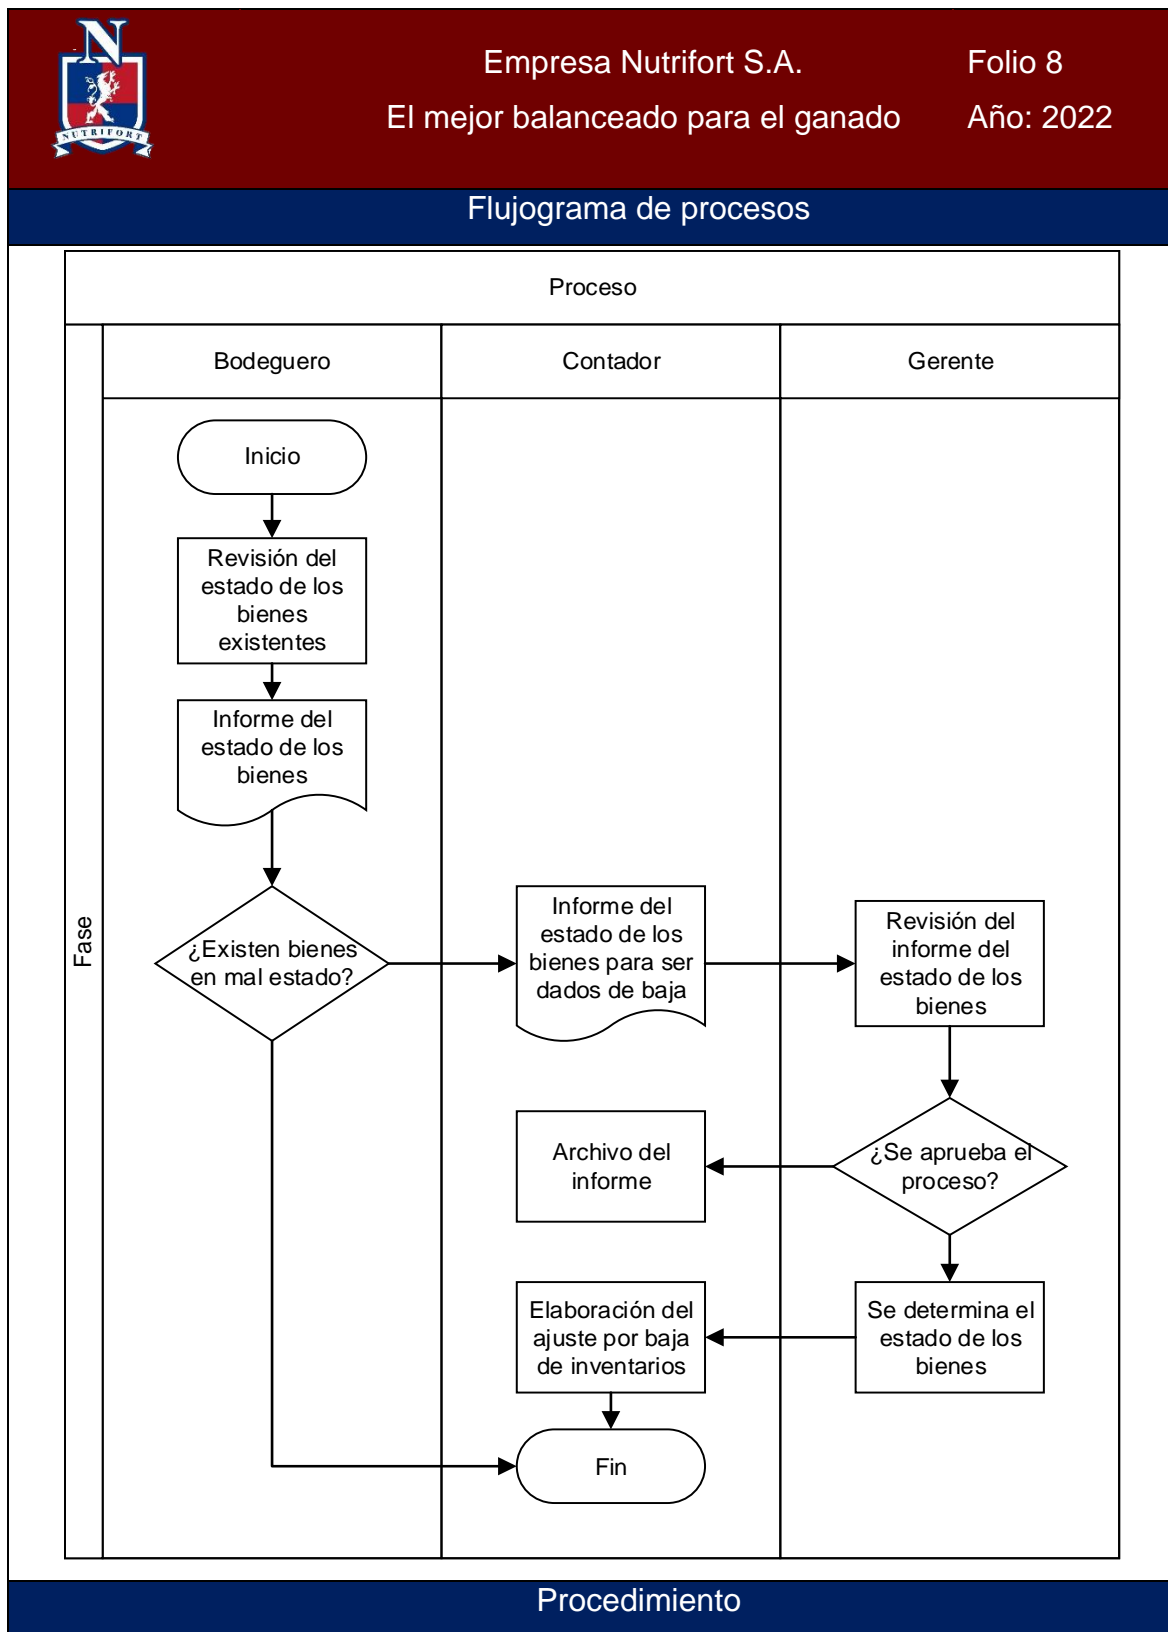 N
NUTRIFORT
Empresa Nutrifort S.A.
El mejor balanceado para el ganado
Folio 8
Año: 2022
Flujograma de procesos
Proceso
Fase
Bodeguero
Contador
Gerente
Inicio
Revisión del
estado de los
bienes
existentes
Informe del
estado de los
bienes
¿Existen bienes
en mal estado?
Informe del
estado de los
bienes para ser
dados de baja
Revisión del
informe del
estado de los
bienes
¿Se aprueba el
proceso?
Archivo del
informe
Se determina el
estado de los
bienes
Elaboración del
ajuste por baja
de inventarios
Fin
Procedimiento